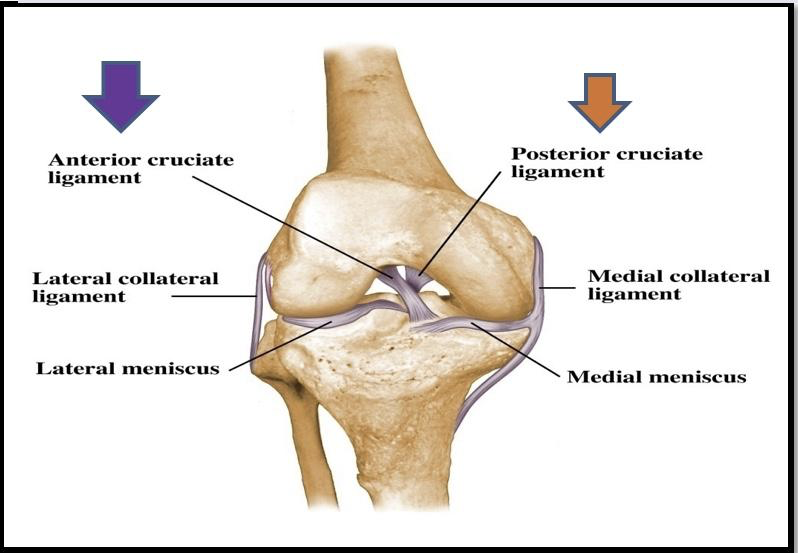 Anterior cruciate
ligament
Posterior cruciate
ligament
Lateral collateral
ligament
Medial collateral
ligament
Lateral meniscus
Medial meniscus